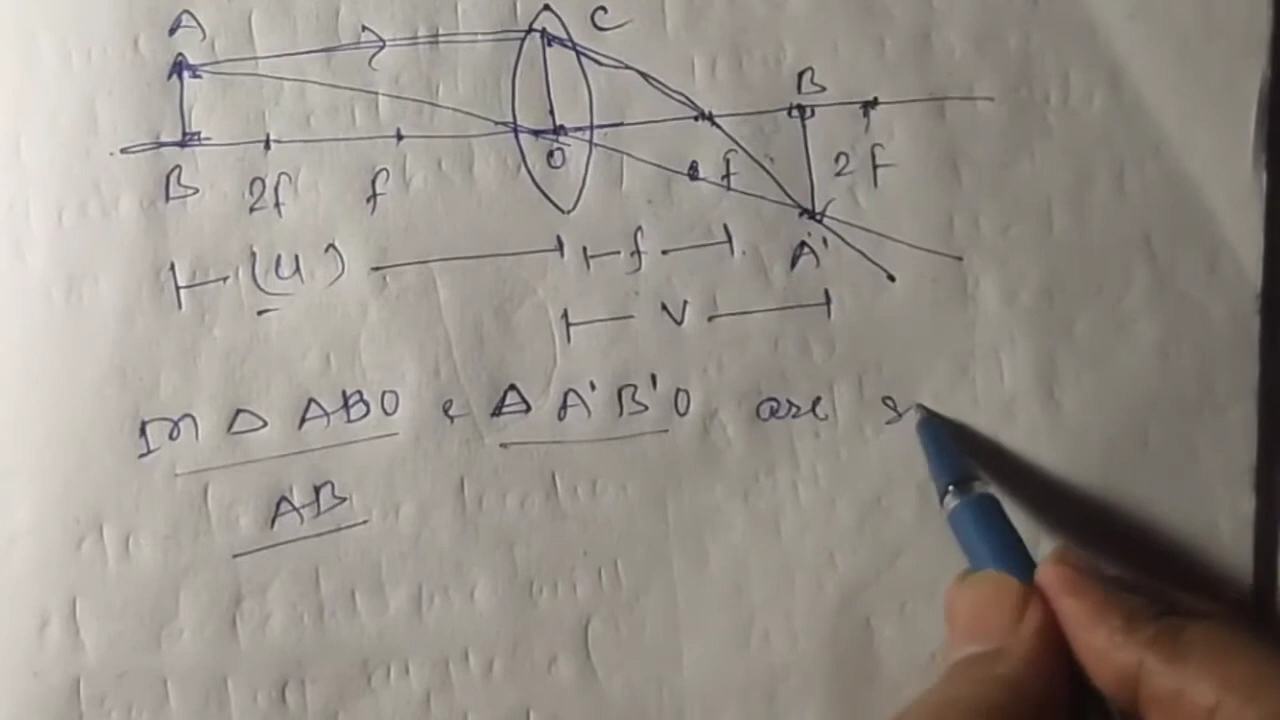 A C
B
B 2f f O f 2F
(u) f A'
V
In Δ ABO & Δ A'B'O are s
AB